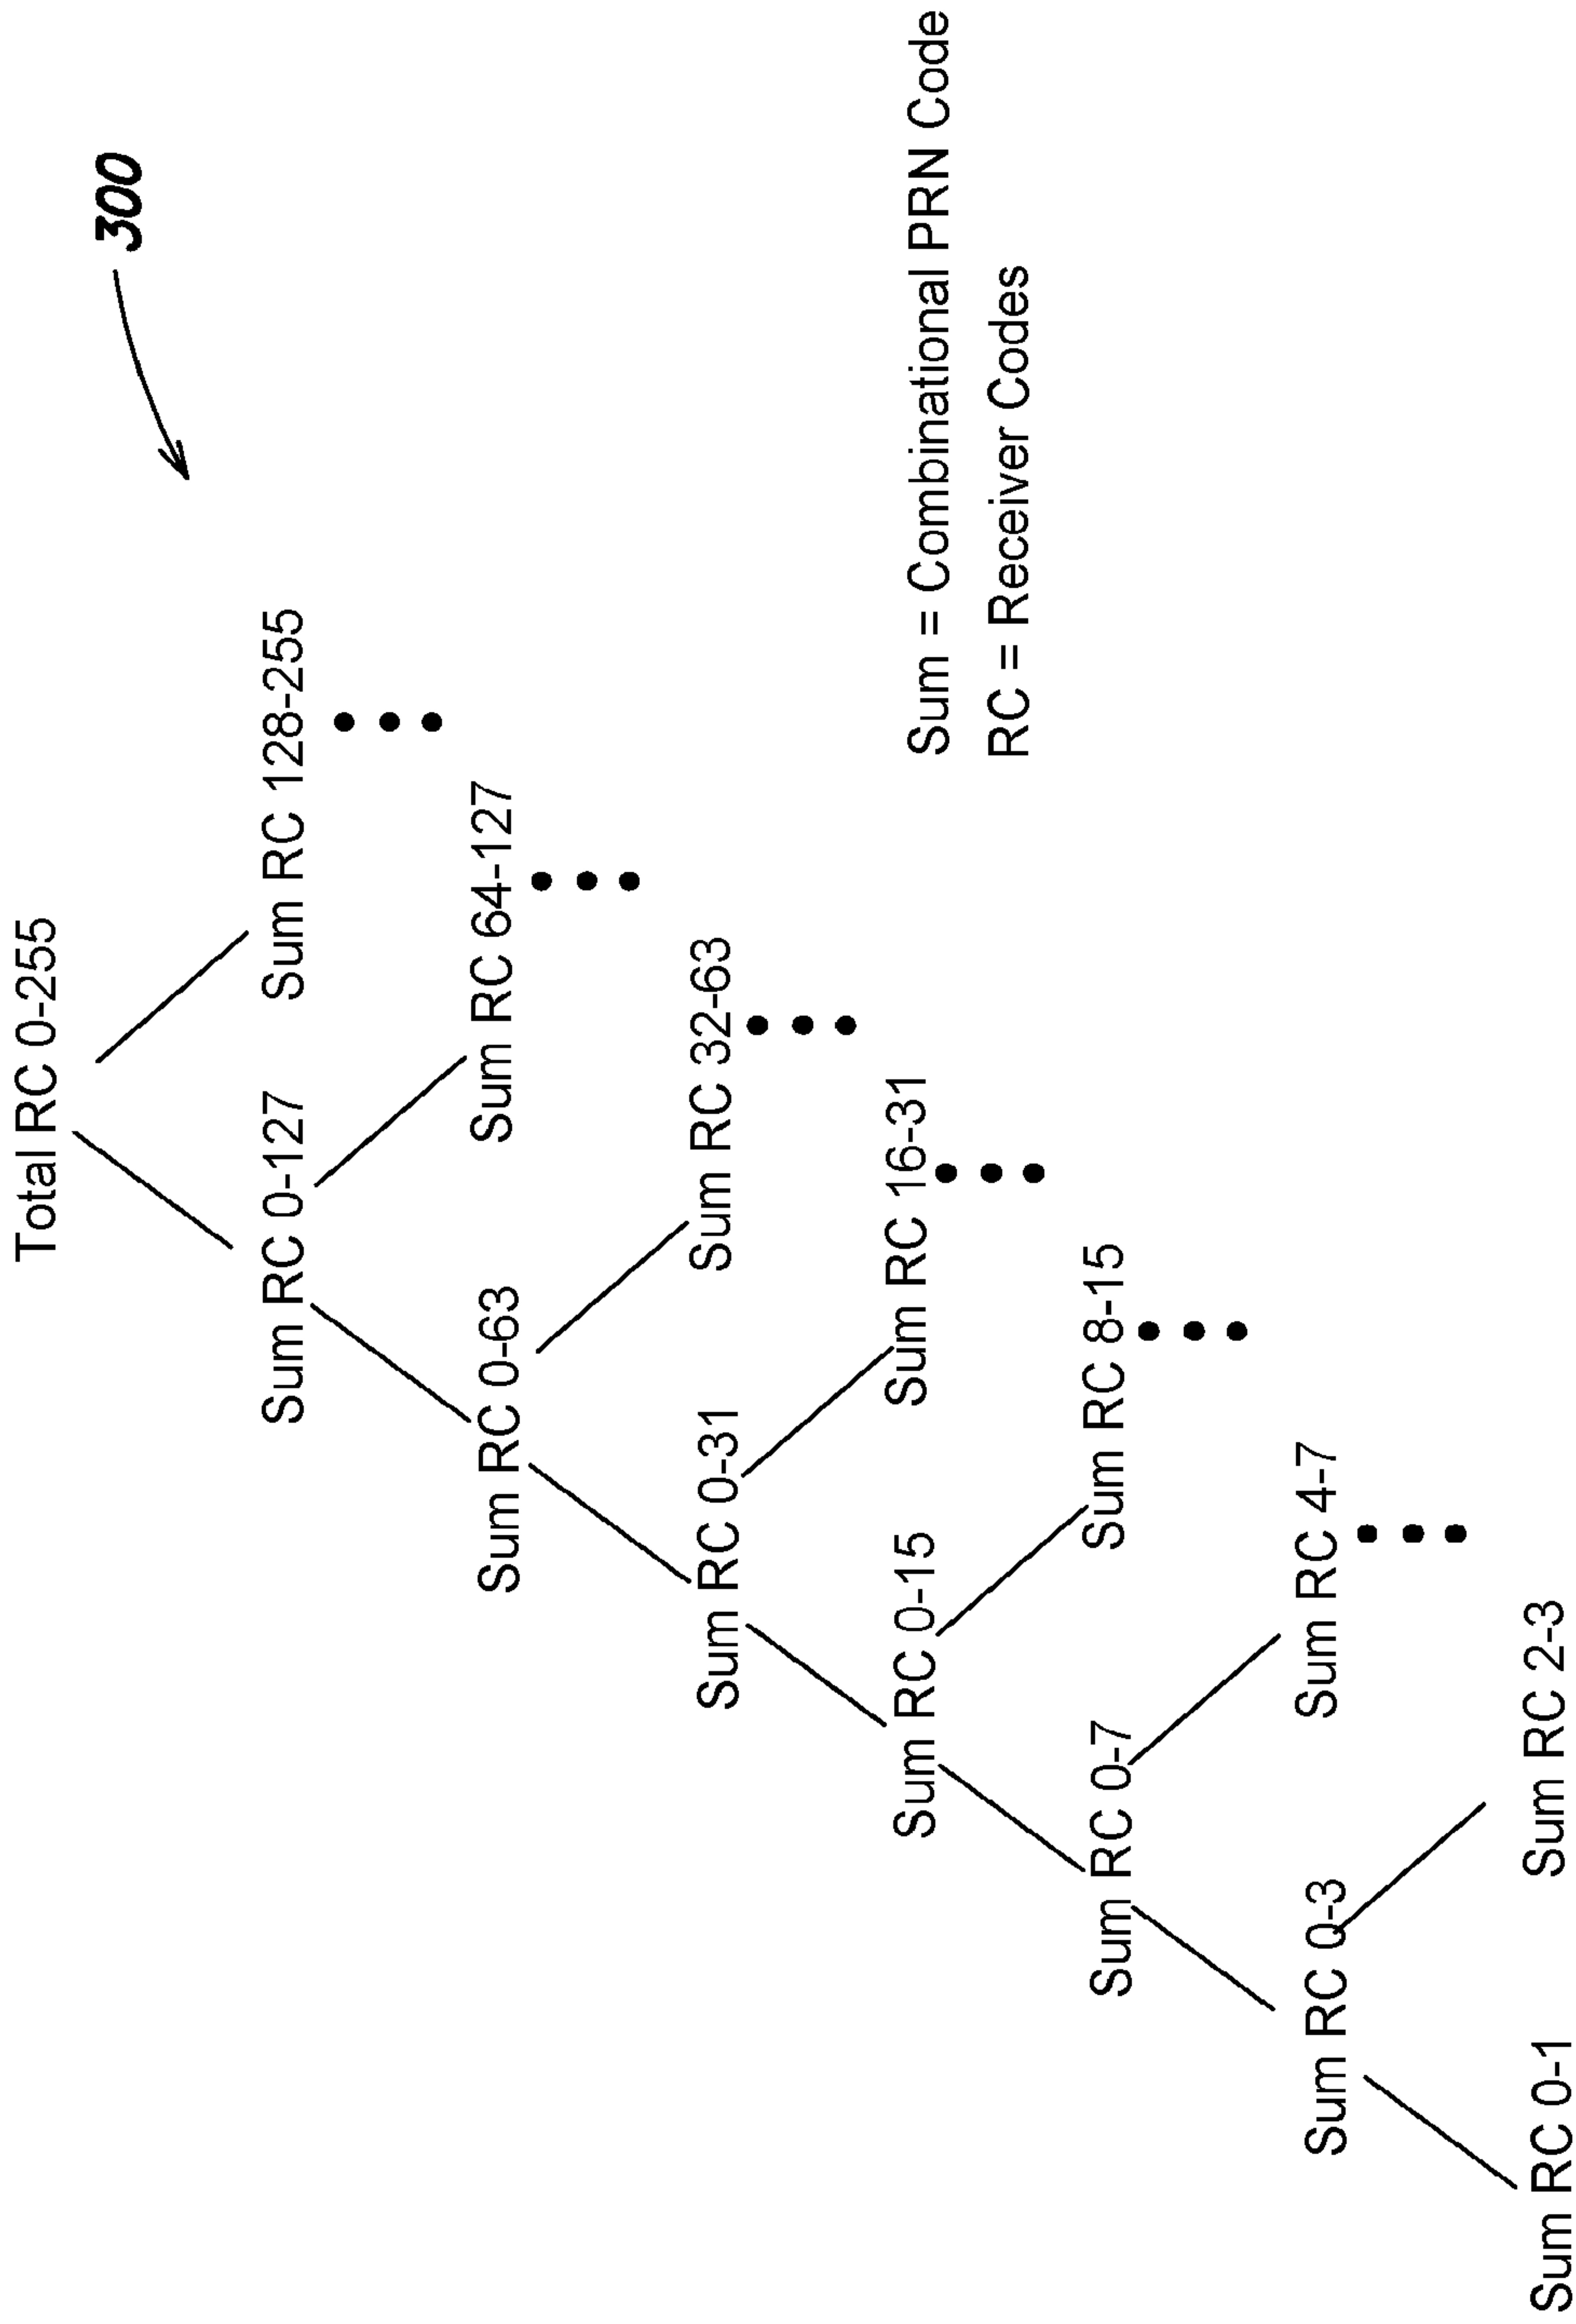 300
Total RC 0-255
Sum RC 0-127
Sum RC 128-255
Sum RC 0-63
Sum RC 64-127
Sum RC 0-31
Sum RC 32-63
Sum RC 0-15
Sum RC 16-31
Sum RC 0-7
Sum RC 8-15
Sum RC 0-3
Sum RC 4-7
Sum RC 0-1
Sum RC 2-3
Sum = Combinational PRN Code
RC = Receiver Codes